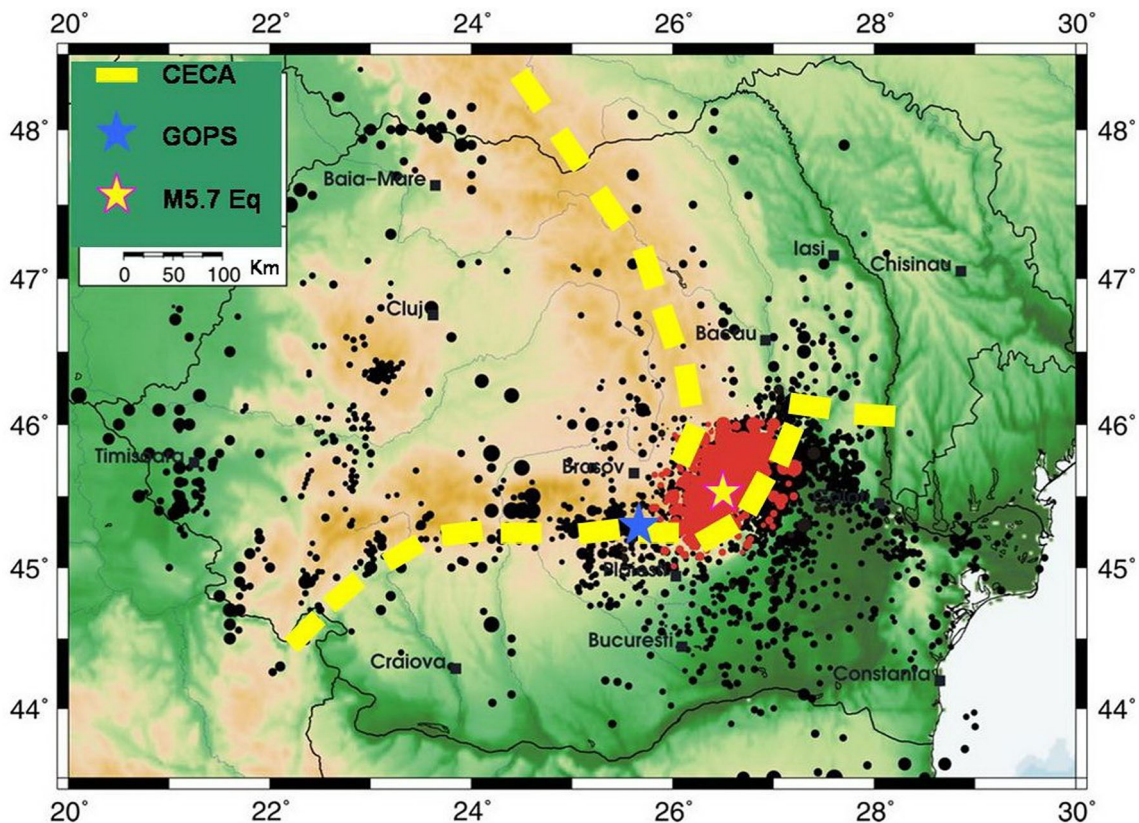 20° 22° 24° 26° 28° 30°
CECA
GOPS
M5.7 Eq
0 50 100 Km
48° 48°
Baia-Mare
Iasi
47° Chisinau 47°
Cluj
Bacau
46° 46°
Timisoara
Brasov
Galati
45° Ploiesti 45°
Bucuresti
Craiova
Constanta
44° 44°
20° 22° 24° 26° 28° 30°